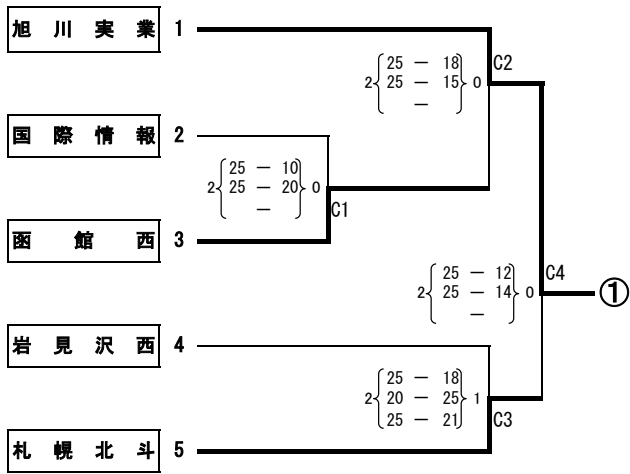 旭川実業 1
C2
25 — 18
2 25 — 15 0
—
国際情報 2
25 — 10
2 25 — 20 0
—
C1
函館西 3
C4
25 — 12
2 25 — 14 0
—
①
岩見沢西 4
25 — 18
2 20 — 25 1
25 — 21
C3
札幌北斗 5